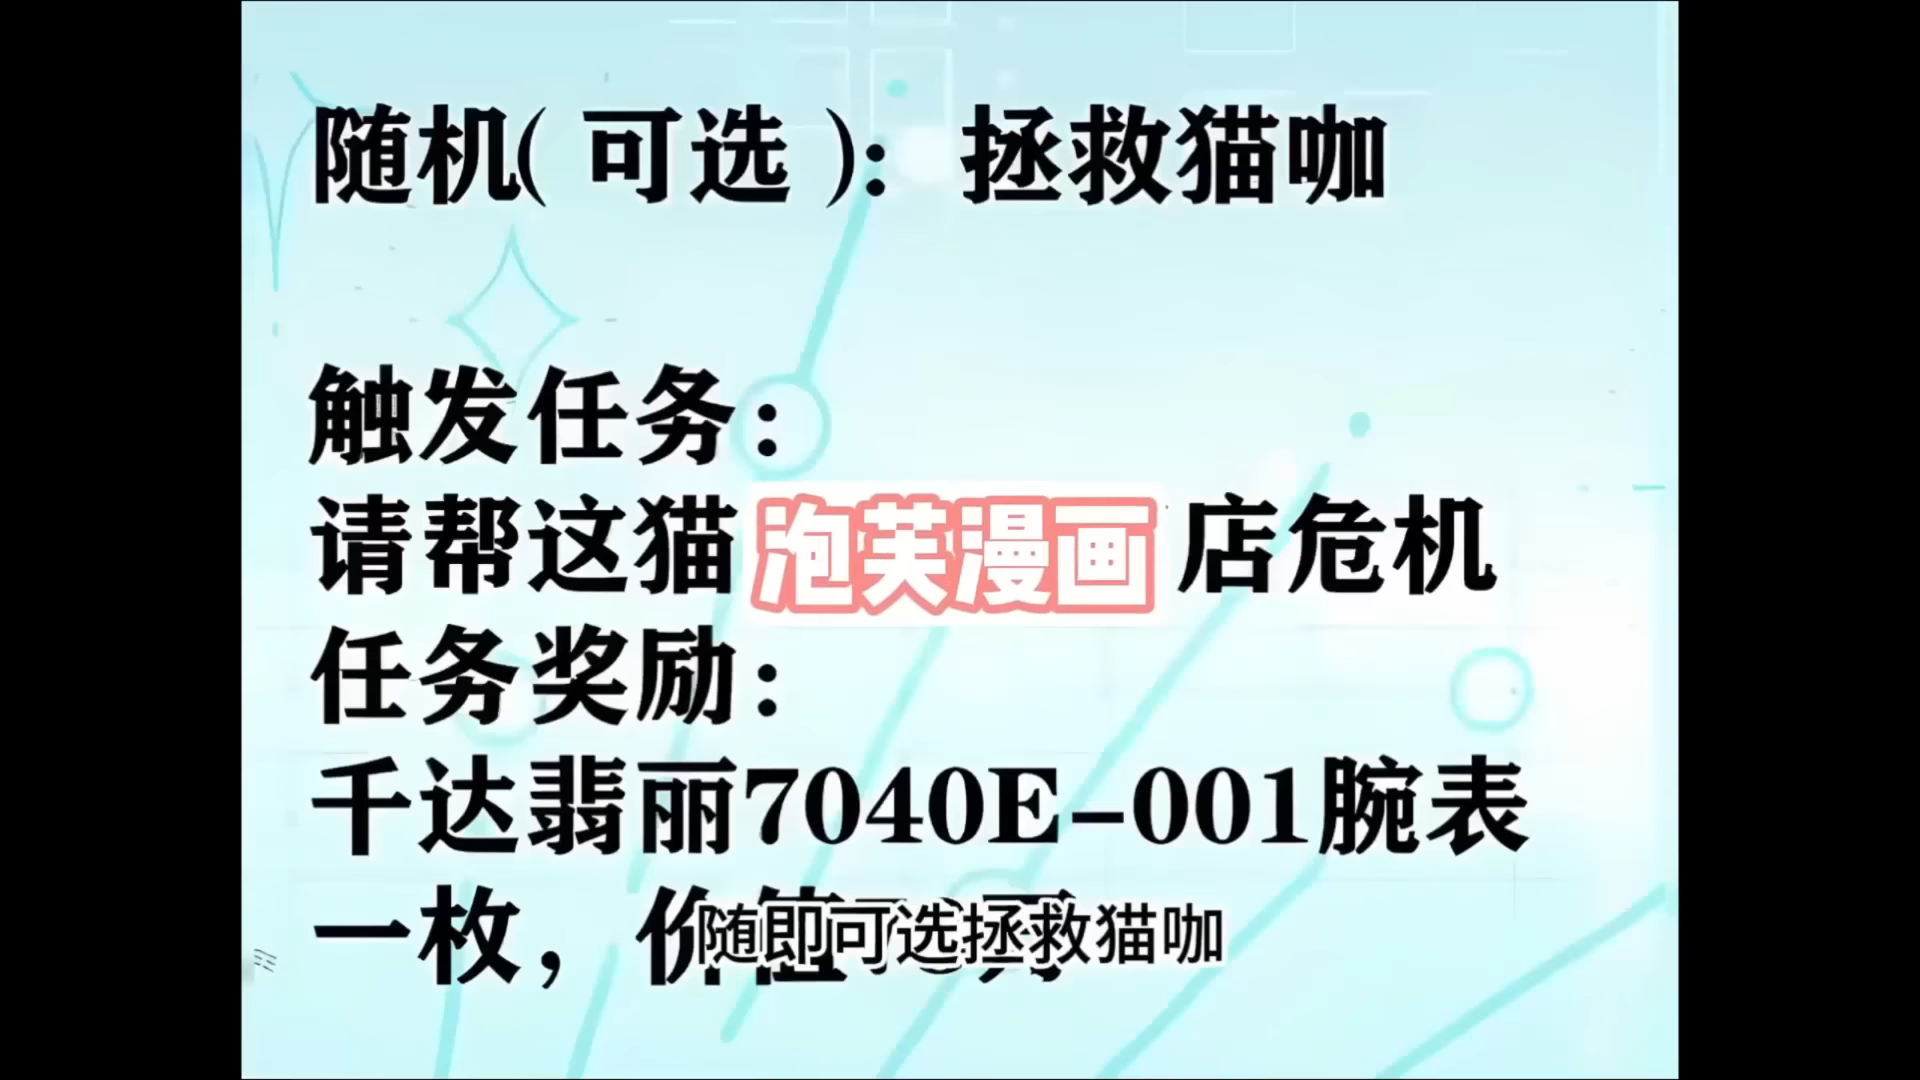 随机(可选)：拯救猫咖
触发任务：
请帮这猫 泡芙漫画 店危机
任务奖励：
千达翡丽7040E-001腕表
一枚，价值
随即可选拯救猫咖